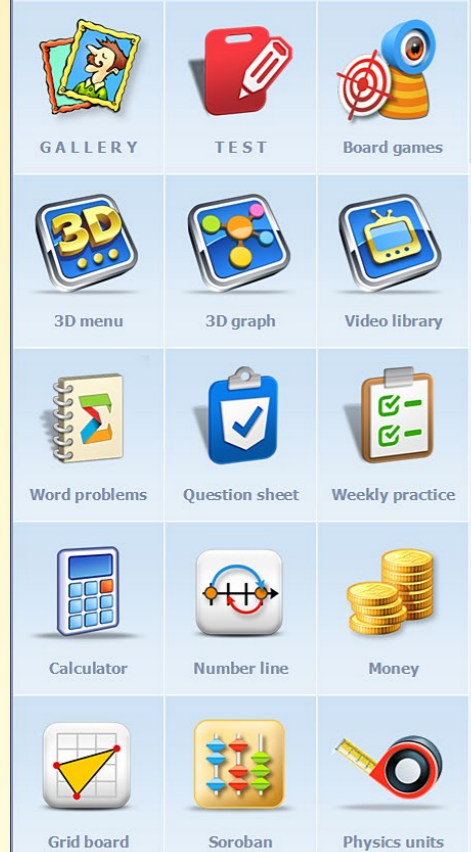 GALLERY
TEST
Board games
3D
3D menu
3D graph
Video library
Word problems
Question sheet
Weekly practice
Calculator
Number line
Money
Grid board
Soroban
Physics units